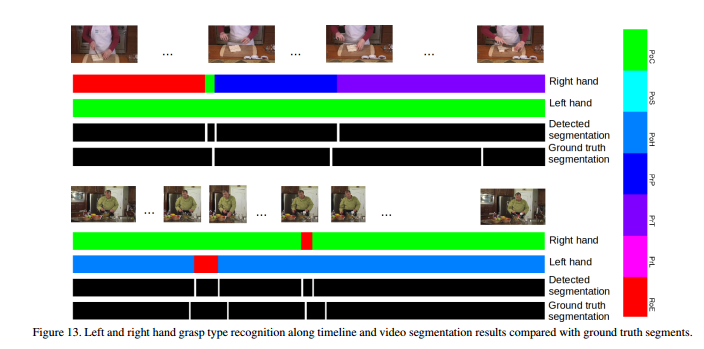 ... ... ...
Right hand
Left hand
Detected
segmentation
Ground truth
segmentation
... ... ...
Right hand
Left hand
Detected
segmentation
Ground truth
segmentation
PoC
PoS
PoH
PrP
PrT
PrL
RoE
Figure 13. Left and right hand grasp type recognition along timeline and video segmentation results compared with ground truth segments.